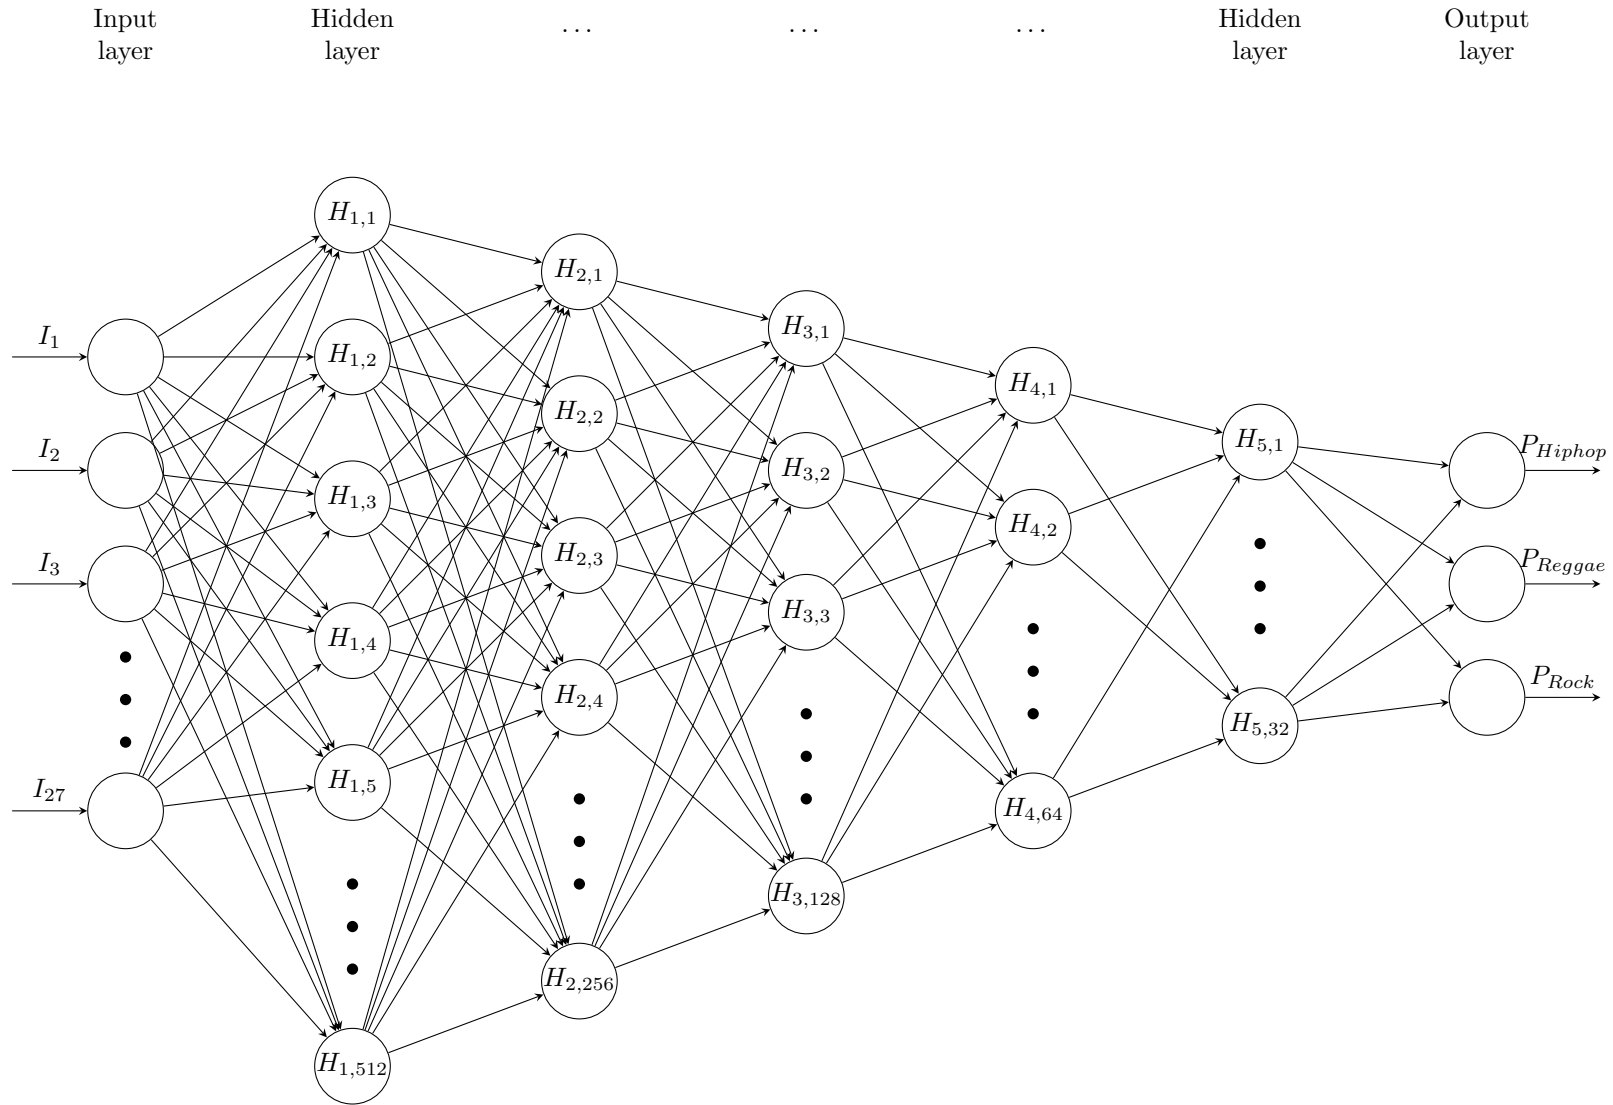 Input layer
Hidden layer
...
...
...
Hidden layer
Output layer
H1,1
H2,1
H3,1
I1
H1,2
H4,1
H2,2
H5,1
PHiphop
I2
H3,2
H1,3
H4,2
H2,3
I3
PReggae
H3,3
H1,4
H2,4
PRock
H5,32
I27
H1,5
H4,64
H3,128
H2,256
H1,512